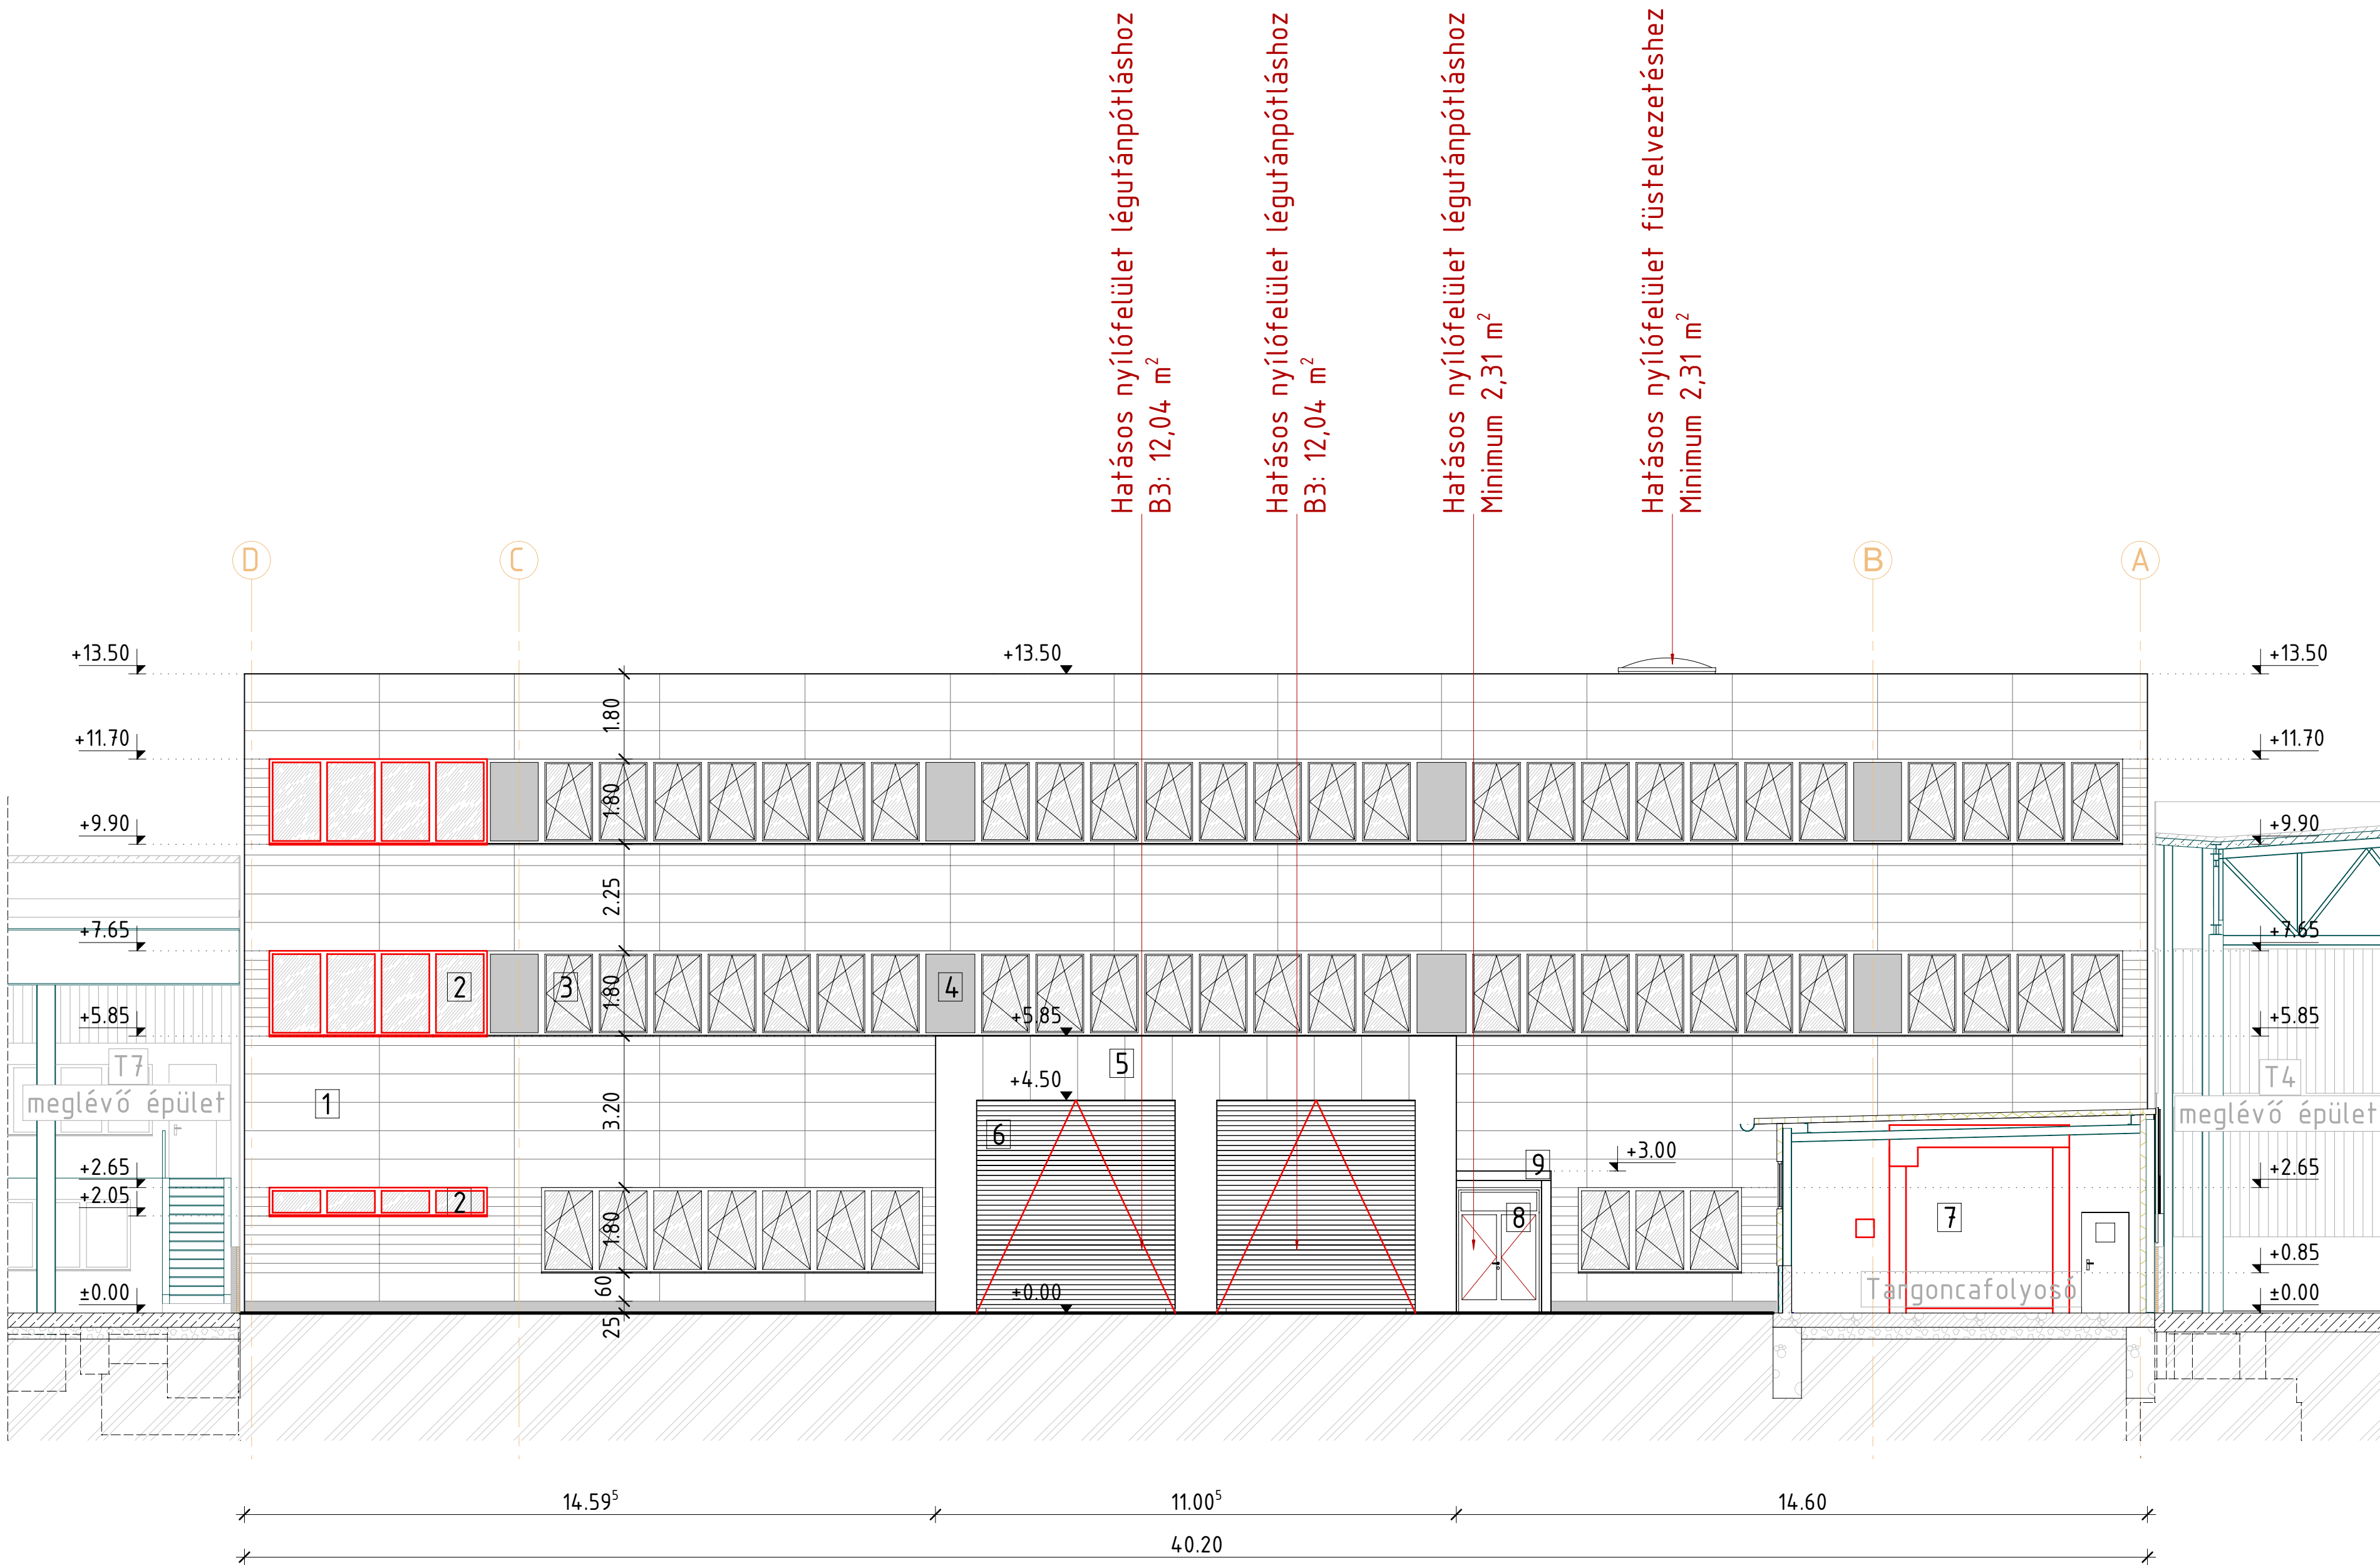 Hatásos nyílófelület légutánpótláshoz
B3: 12,04 m²
Hatásos nyílófelület légutánpótláshoz
B3: 12,04 m²
Hatásos nyílófelület légutánpótláshoz
Minimum 2,31 m²
Hatásos nyílófelület füstelvezetéshez
Minimum 2,31 m²
D
C
B
A
+13.50
+13.50
+13.50
1.80
+11.70
+11.70
1.80
+9.90
+9.90
2.25
+7.65
+7.65
2
3
1.80
4
+5.85
+5.85
+5.85
T7
meglévő épület
5
T4
meglévő épület
+4.50
1
3.20
6
+3.00
9
+2.65
+2.65
+2.05
2
1.80
8
7
+0.85
60
Targoncafolyosó
±0.00
±0.00
±0.00
25
14.59⁵
11.00⁵
14.60
40.20